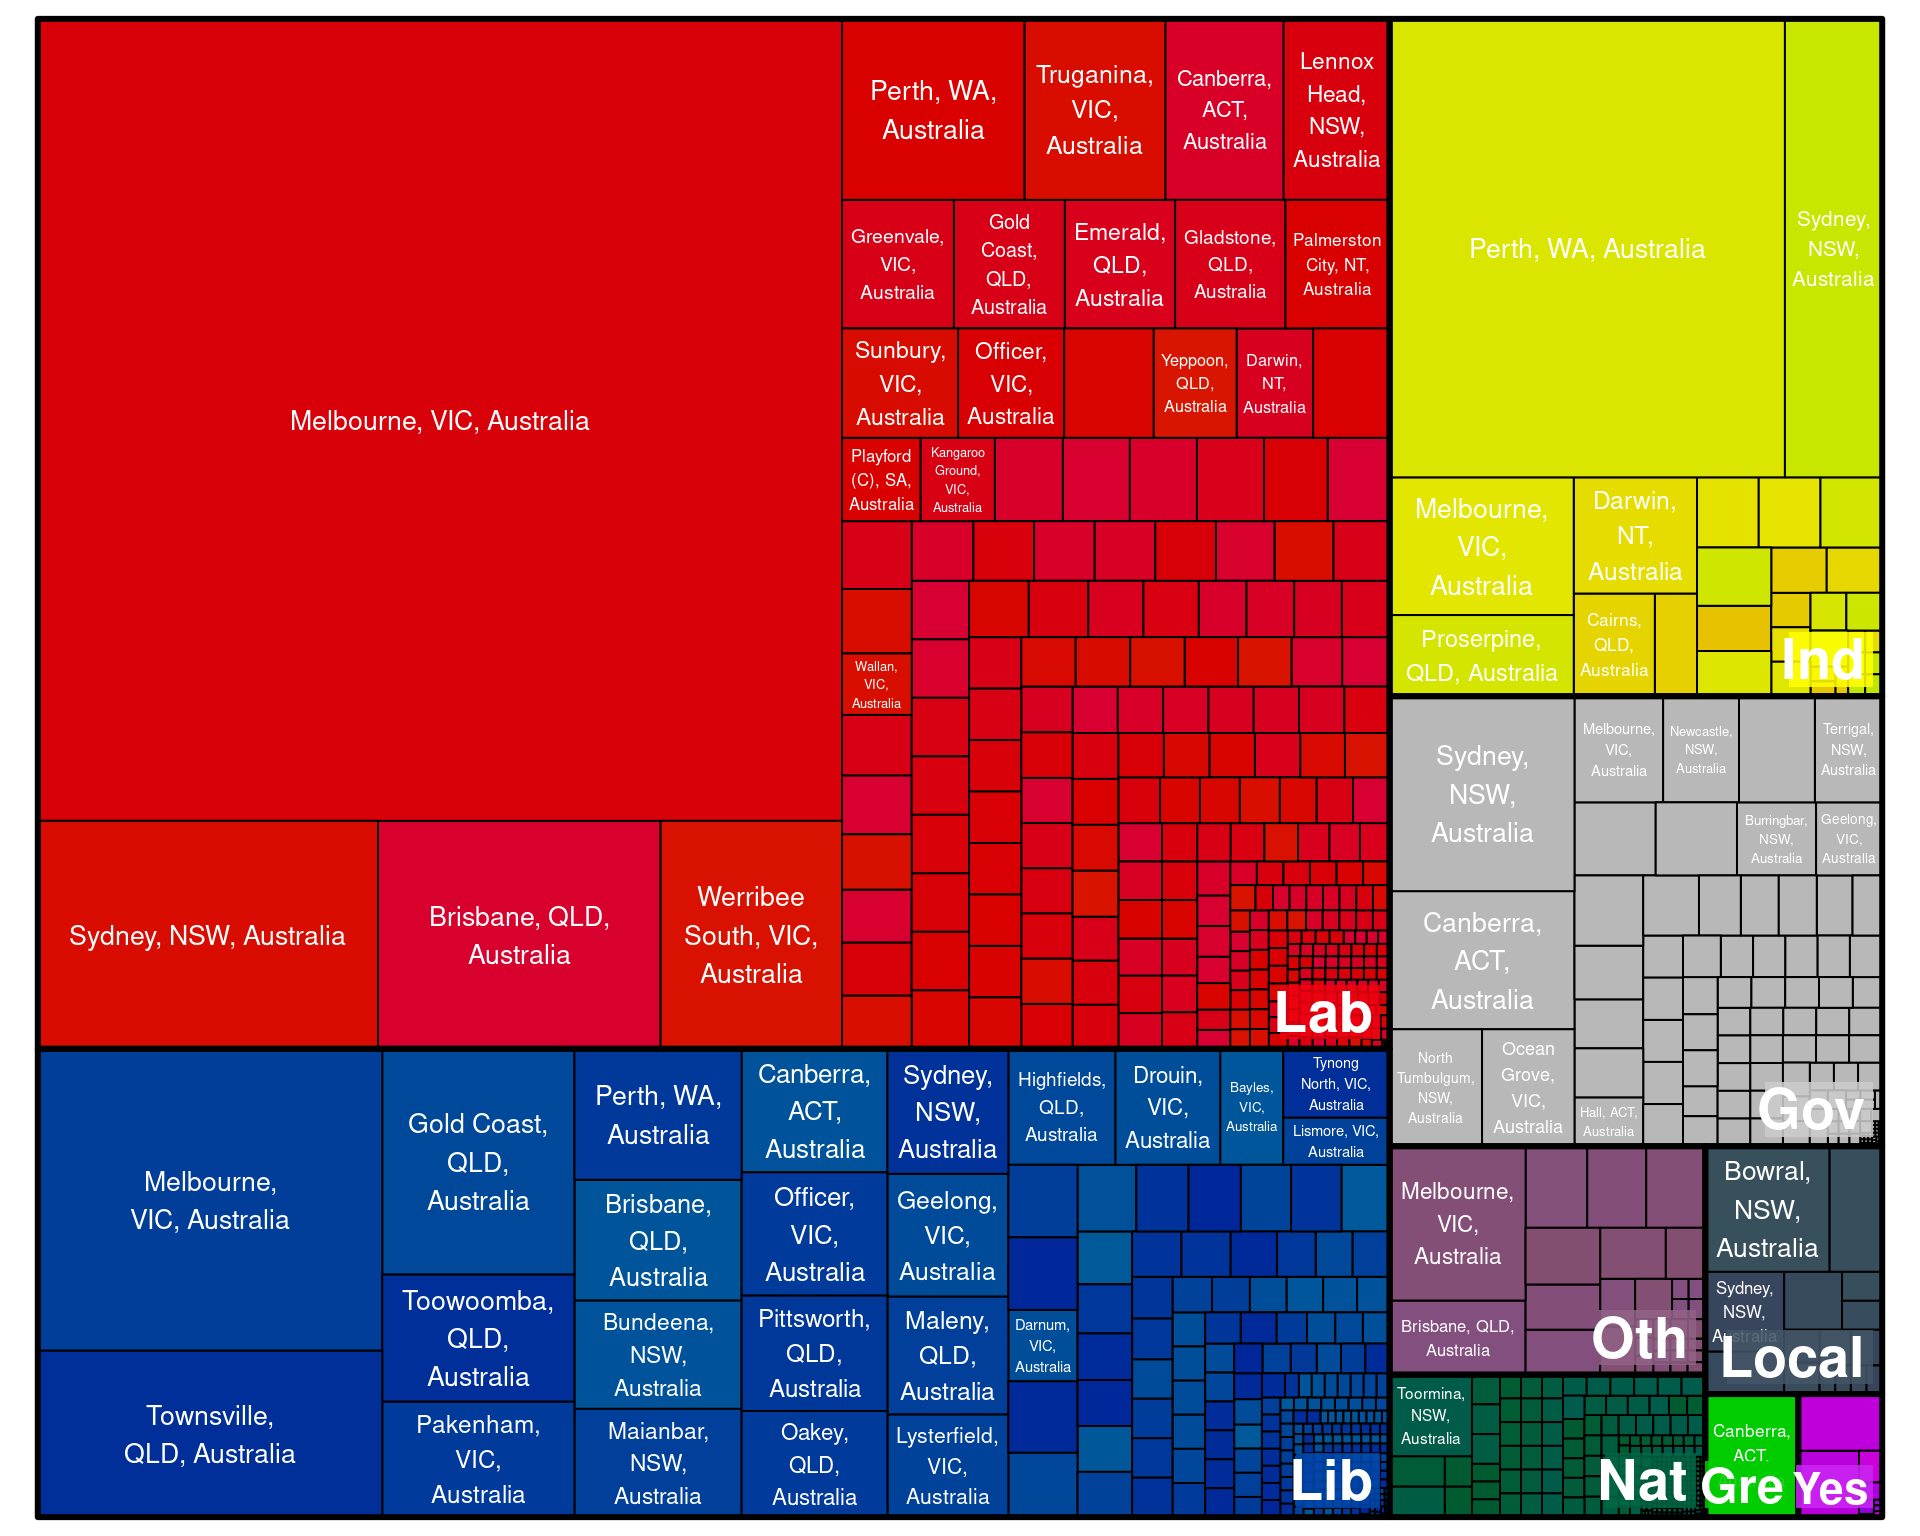 Melbourne, VIC, Australia
Sydney, NSW, Australia
Brisbane, QLD,
Australia
Werribee
South, VIC,
Australia
Perth, WA,
Australia
Truganina,
VIC,
Australia
Canberra,
ACT,
Australia
Lennox
Head,
NSW,
Australia
Greenvale,
VIC,
Australia
Gold
Coast,
QLD,
Australia
Emerald,
QLD,
Australia
Gladstone,
QLD,
Australia
Palmerston
City, NT,
Australia
Sunbury,
VIC,
Australia
Officer,
VIC,
Australia
Yeppoon,
QLD,
Australia
Darwin,
NT,
Australia
Playford
(C), SA,
Australia
Kangaroo
Ground,
VIC,
Australia
Wallan,
VIC,
Australia
Lab
Melbourne,
VIC, Australia
Townsville,
QLD, Australia
Gold Coast,
QLD,
Australia
Toowoomba,
QLD,
Australia
Pakenham,
VIC,
Australia
Perth, WA,
Australia
Brisbane,
QLD,
Australia
Bundeena,
NSW,
Australia
Maianbar,
NSW,
Australia
Canberra,
ACT,
Australia
Officer,
VIC,
Australia
Pittsworth,
QLD,
Australia
Oakey,
QLD,
Australia
Sydney,
NSW,
Australia
Geelong,
VIC,
Australia
Maleny,
QLD,
Australia
Lysterfield,
VIC,
Australia
Highfields,
QLD,
Australia
Drouin,
VIC,
Australia
Bayles,
VIC,
Australia
Tynong
North, VIC,
Australia
Lismore, VIC,
Australia
Darnum,
VIC,
Australia
Lib
Perth, WA, Australia
Sydney,
NSW,
Australia
Melbourne,
VIC,
Australia
Proserpine,
QLD, Australia
Darwin,
NT,
Australia
Cairns,
QLD,
Australia
Ind
Sydney,
NSW,
Australia
Canberra,
ACT,
Australia
North
Tumbulgum,
NSW,
Australia
Ocean
Grove,
VIC,
Australia
Melbourne,
VIC,
Australia
Newcastle,
NSW,
Australia
Terrigal,
NSW,
Australia
Burringbar,
NSW,
Australia
Geelong,
VIC,
Australia
Hall, ACT,
Australia
Gov
Melbourne,
VIC,
Australia
Brisbane, QLD,
Australia
Oth
Bowral,
NSW,
Australia
Sydney,
NSW,
Australia
Local
Toormina,
NSW,
Australia
Nat
Canberra,
ACT,
Gre
Yes